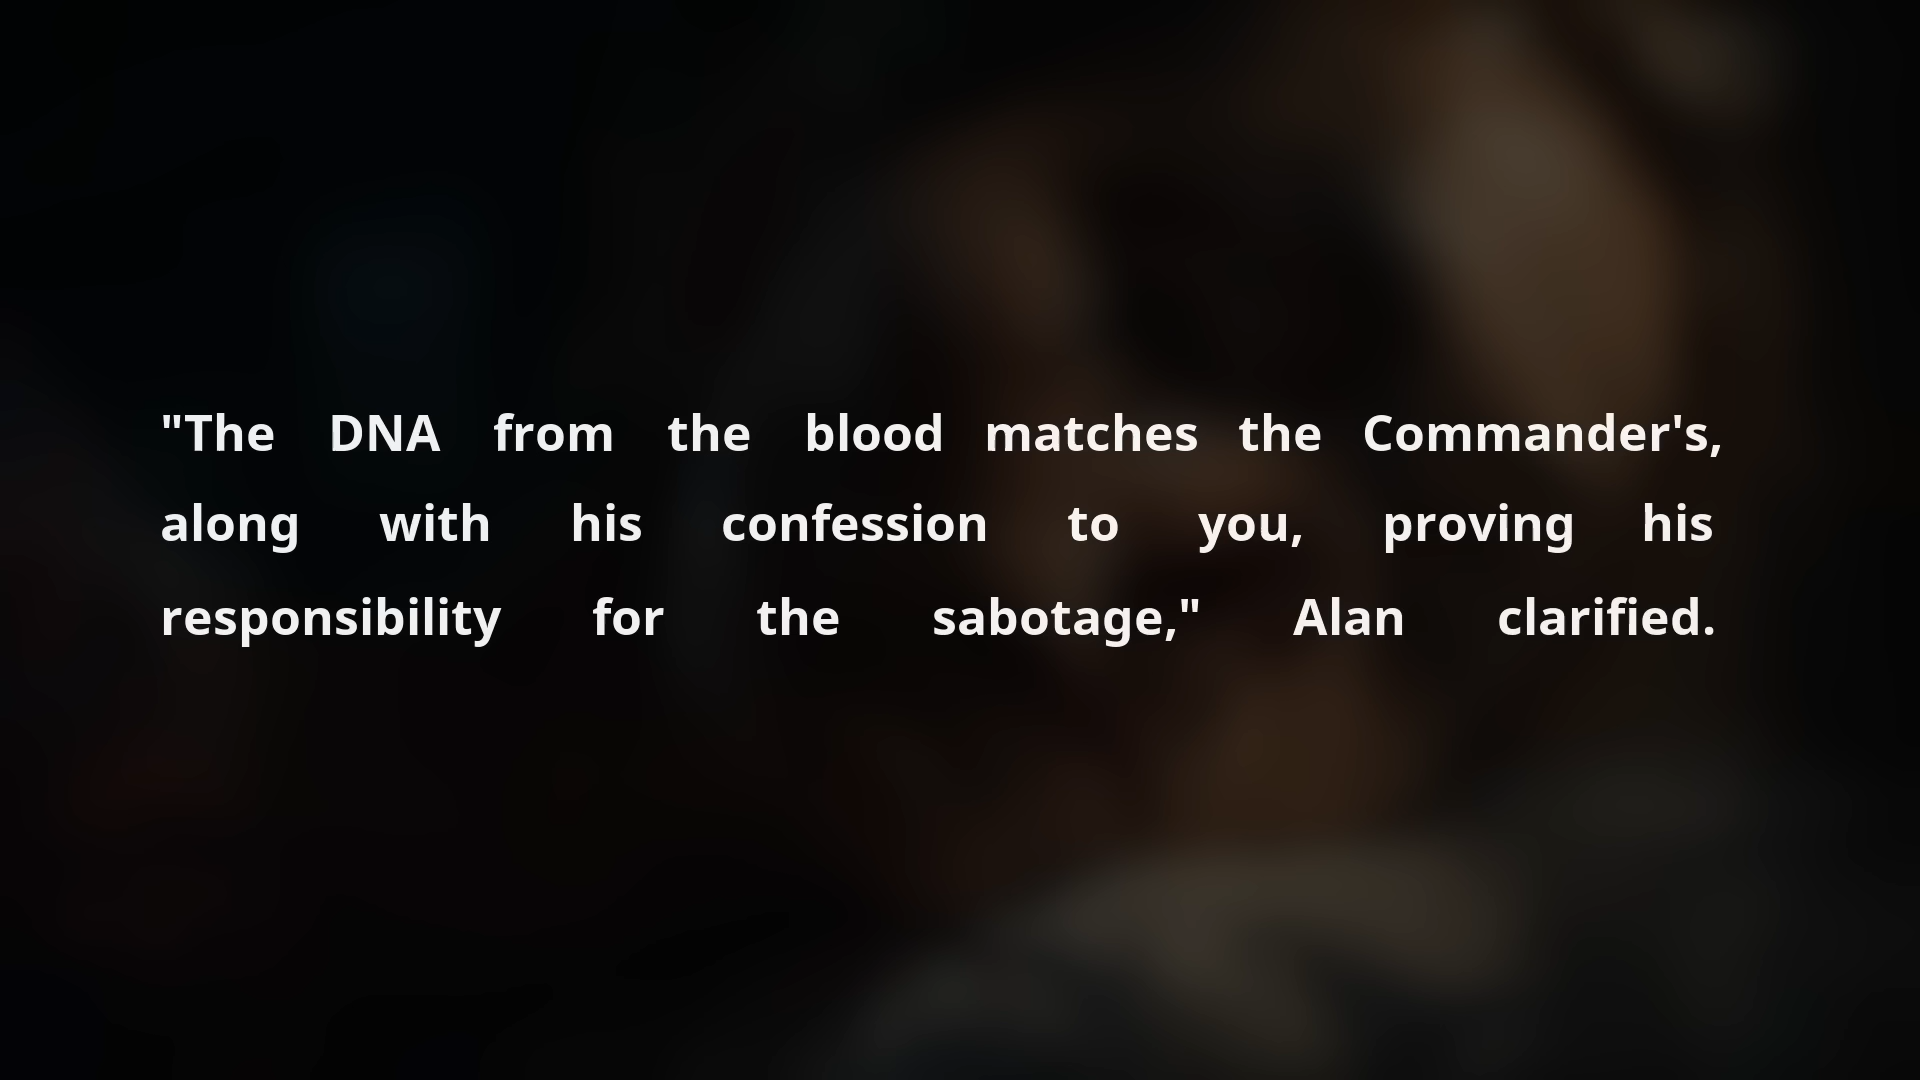 "The DNA from the blood matches the Commander's,
along with his confession to you, proving his
responsibility for the sabotage," Alan clarified.